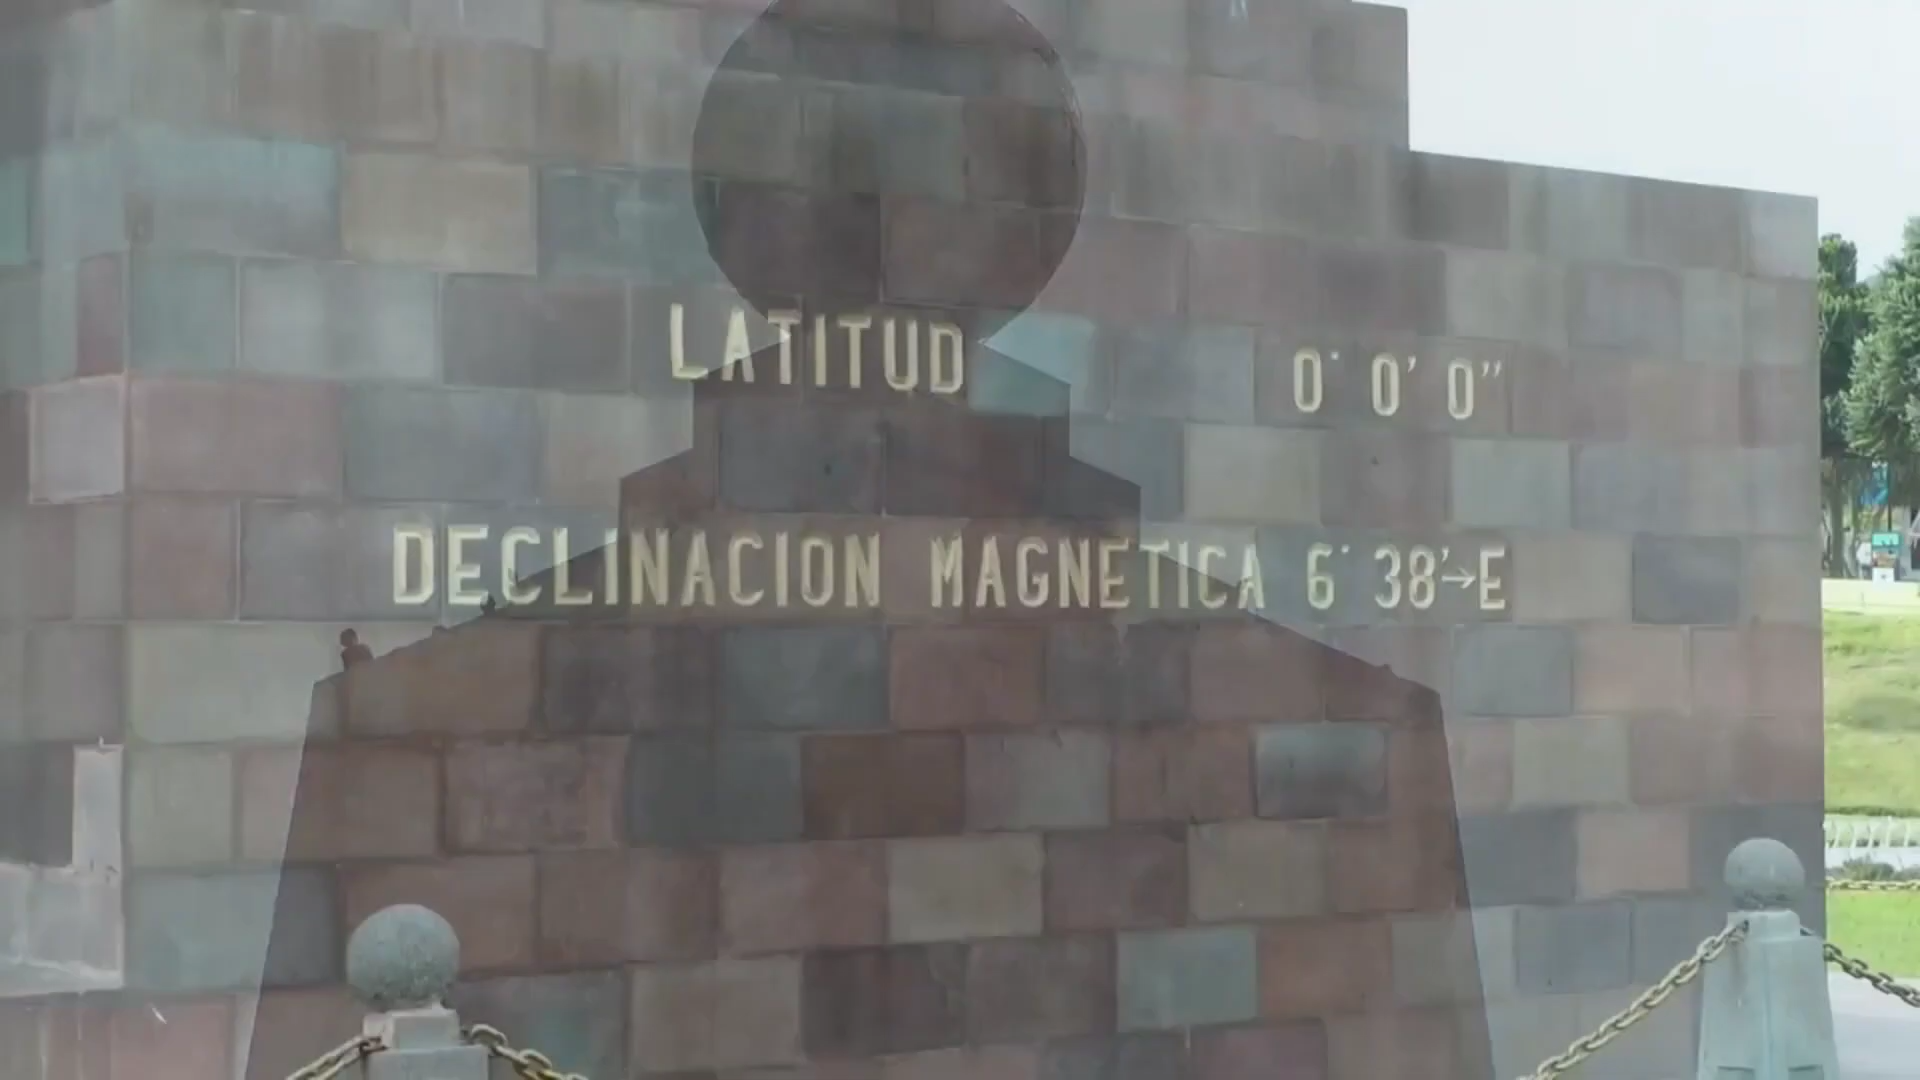 LATITUD 0° 0' 0''
DECLINACION MAGNETICA 6° 38'→E